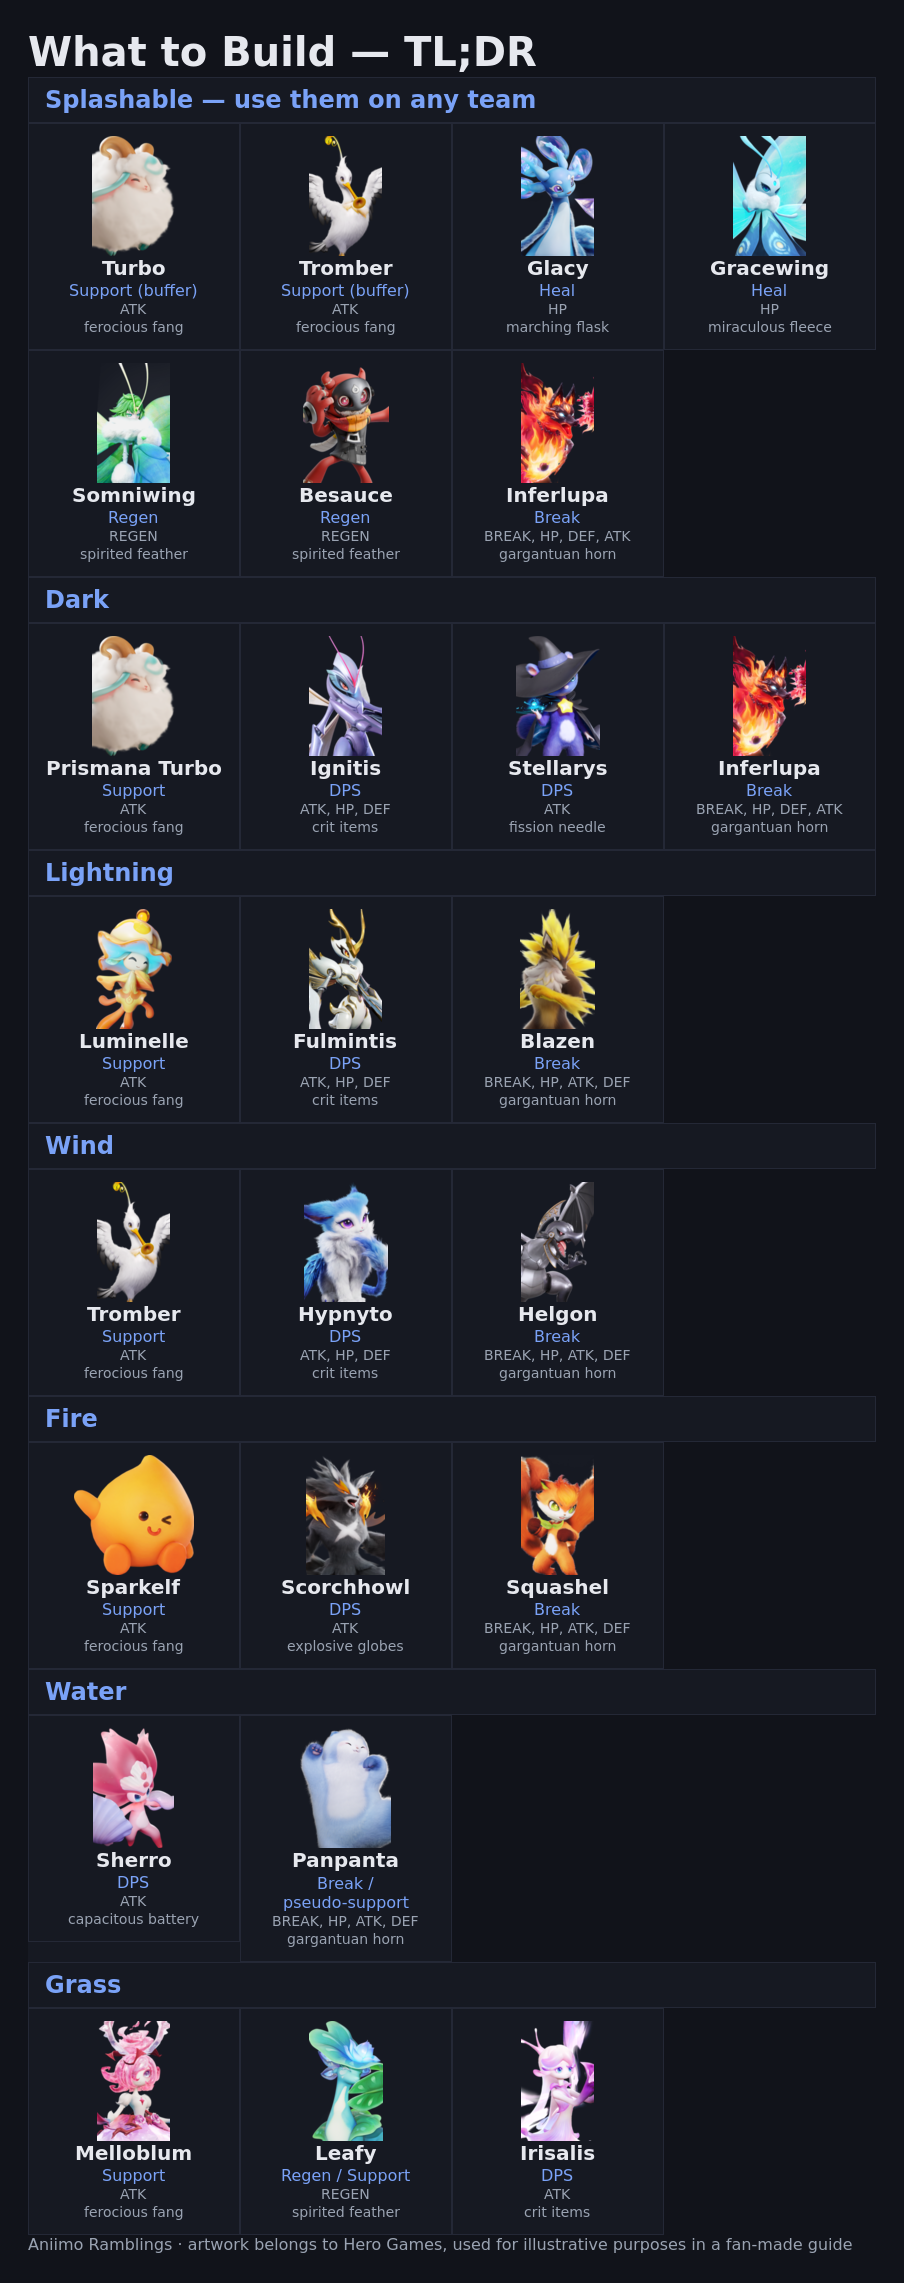 What to Build — TL;DR
Splashable — use them on any team
Turbo
Support (buffer)
ATK
ferocious fang
Tromber
Support (buffer)
ATK
ferocious fang
Glacy
Heal
HP
marching flask
Gracewing
Heal
HP
miraculous fleece
Somniwing
Regen
REGEN
spirited feather
Besauce
Regen
REGEN
spirited feather
Inferlupa
Break
BREAK, HP, DEF, ATK
gargantuan horn
Dark
Prismana Turbo
Support
ATK
ferocious fang
Ignitis
DPS
ATK, HP, DEF
crit items
Stellarys
DPS
ATK
fission needle
Inferlupa
Break
BREAK, HP, DEF, ATK
gargantuan horn
Lightning
Luminelle
Support
ATK
ferocious fang
Fulmintis
DPS
ATK, HP, DEF
crit items
Blazen
Break
BREAK, HP, ATK, DEF
gargantuan horn
Wind
Tromber
Support
ATK
ferocious fang
Hypnyto
DPS
ATK, HP, DEF
crit items
Helgon
Break
BREAK, HP, ATK, DEF
gargantuan horn
Fire
Sparkelf
Support
ATK
ferocious fang
Scorchhowl
DPS
ATK
explosive globes
Squashel
Break
BREAK, HP, ATK, DEF
gargantuan horn
Water
Sherro
DPS
ATK
capacitous battery
Panpanta
Break /
pseudo-support
BREAK, HP, ATK, DEF
gargantuan horn
Grass
Melloblum
Support
ATK
ferocious fang
Leafy
Regen / Support
REGEN
spirited feather
Irisalis
DPS
ATK
crit items
Aniimo Ramblings · artwork belongs to Hero Games, used for illustrative purposes in a fan-made guide